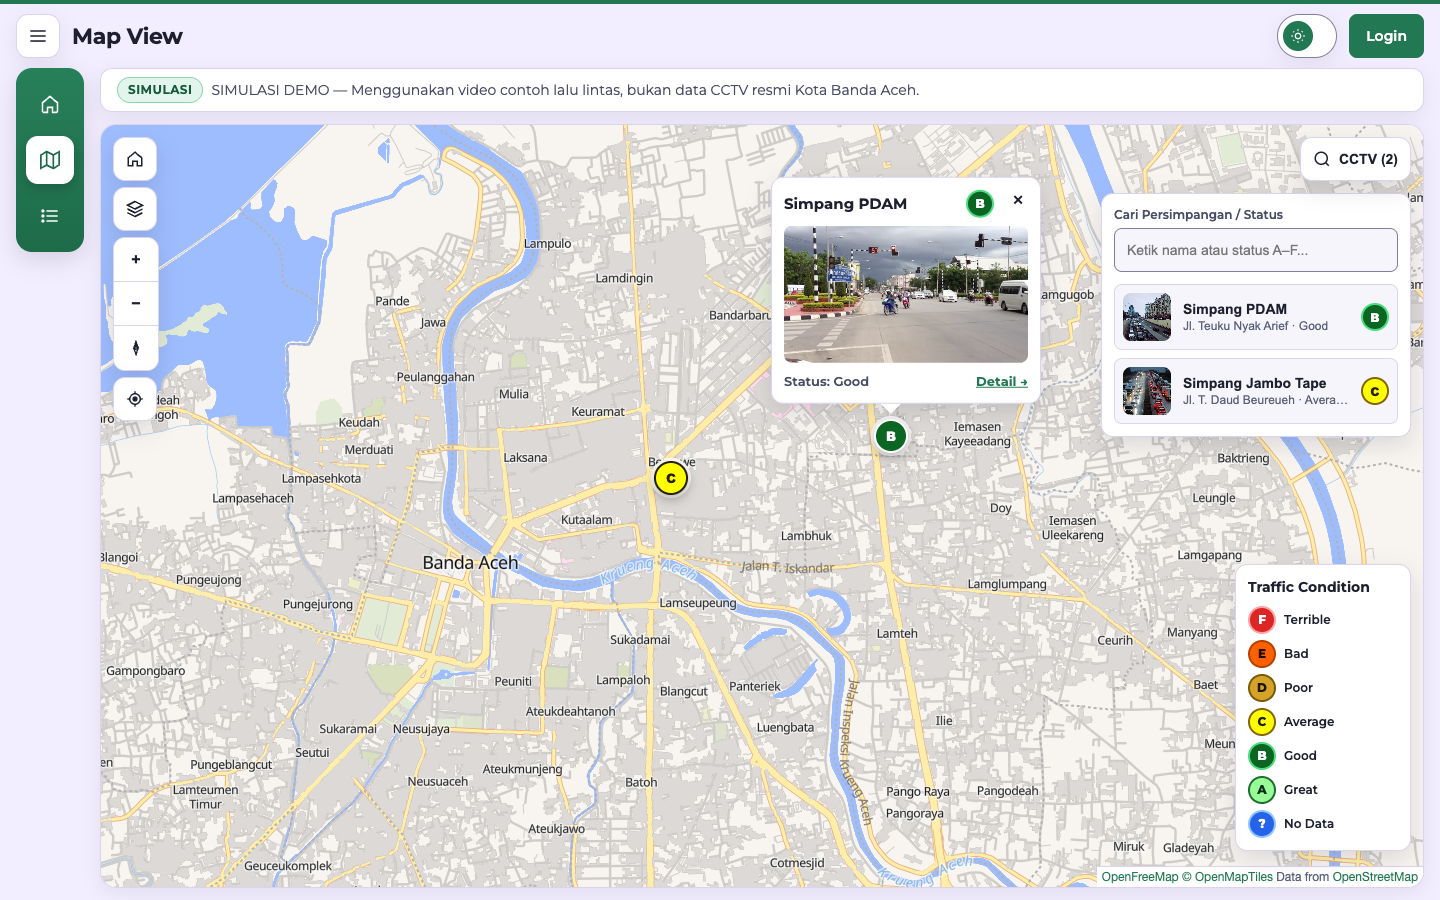 Map View
Login
SIMULASI SIMULASI DEMO — Menggunakan video contoh lalu lintas, bukan data CCTV resmi Kota Banda Aceh.
CCTV (2)
Cari Persimpangan / Status
Ketik nama atau status A–F...
Simpang PDAM
Jl. Teuku Nyak Arief · Good
B
Simpang Jambo Tape
Jl. T. Daud Beureueh · Avera...
C
Simpang PDAM
B
×
Status: Good
Detail →
B
C
+
−
Lampulo
Lamdingin
Pande
Jawa
Bandarbaru
amgugob
Peulanggahan
Mulia
Keuramat
Keudah
Merduati
Laksana
Lampasehkota
Lampasehaceh
Iemasen
Kayeeadang
Baktrieng
Leungle
Doy
Kutaalam
Iemasen
Uleekareng
Lambhuk
Lamgapang
Blangoi
Banda Aceh
Krueng Aceh
Jalan T. Iskandar
Pungeujong
Lamglumpang
Pungejurong
Lamseupeung
Sukadamai
Lamteh
Ceurih
Manyang
Gampongbaro
Peuniti
Lampaloh
Blangcut
Panteriek
Baet
Ateukdeahtanoh
Sukaramai
Neusujaya
Luengbata
Ilie
Jalan Inspeksi Krueng Aceh
Meun
Seutui
Pungeblangcut
Ateukmunjeng
Neusuaceh
Batoh
Lamteumen
Timur
Pango Raya
Pangodeah
Pangoraya
Ateukjawo
Geuceukomplek
Cotmesjid
Krueng Aceh
Miruk
Gladeyah
Traffic Condition
F Terrible
E Bad
D Poor
C Average
B Good
A Great
? No Data
OpenFreeMap © OpenMapTiles Data from OpenStreetMap